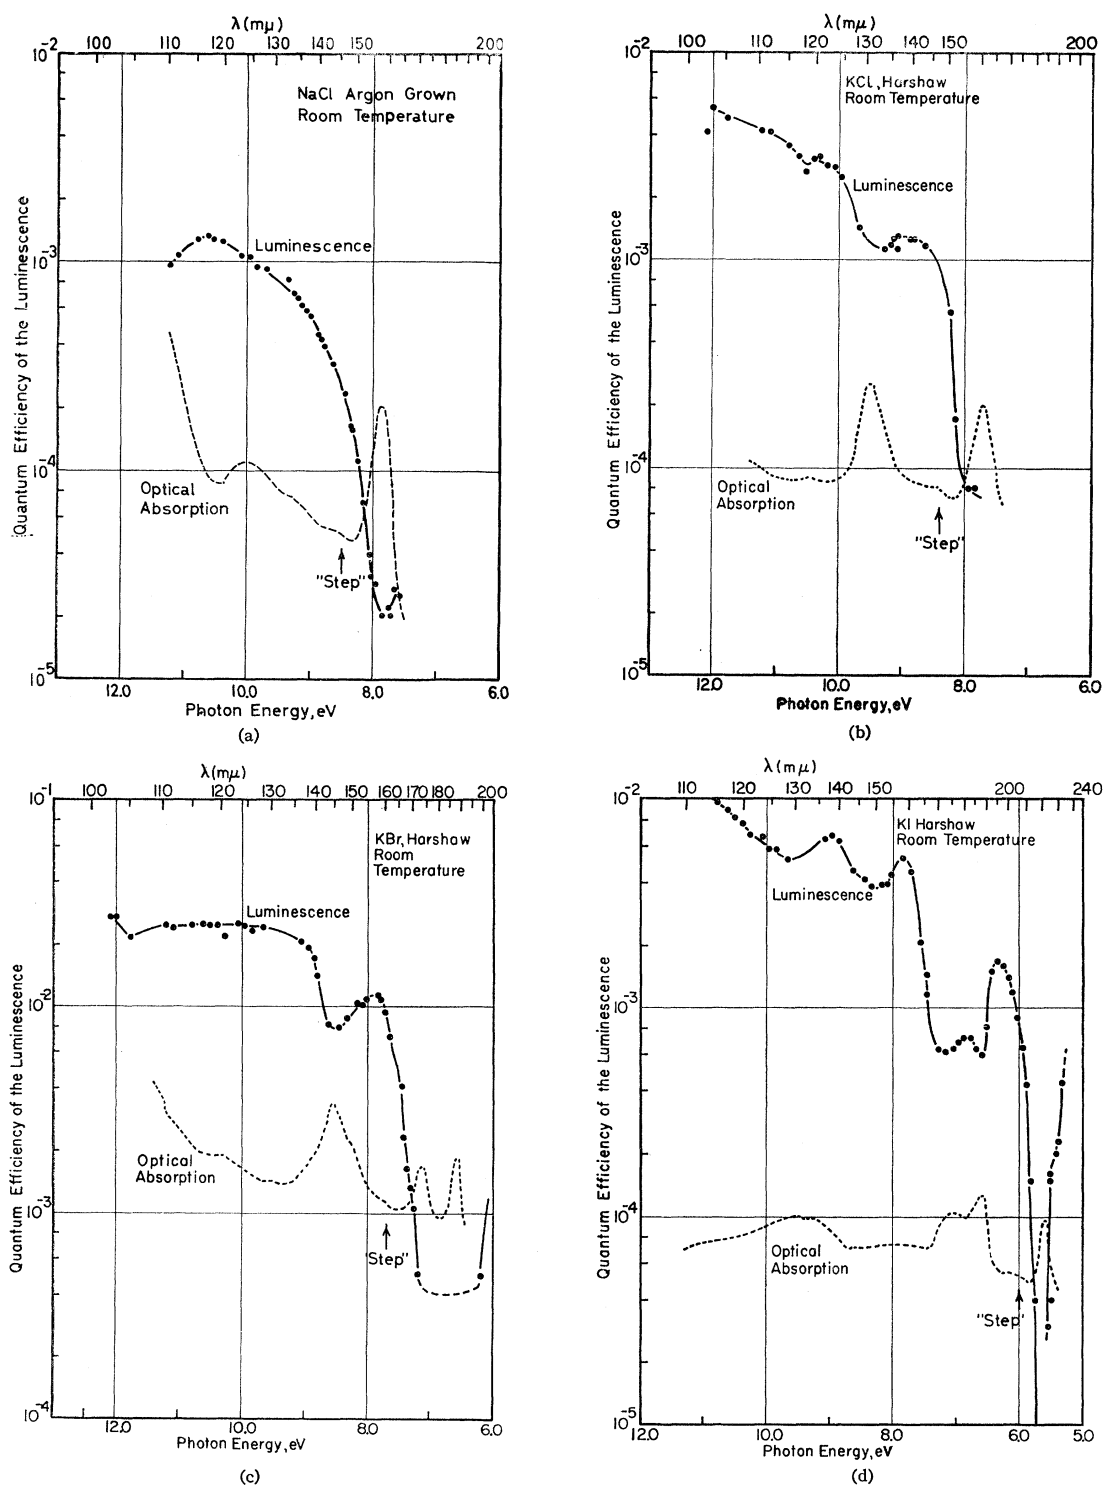 λ(mμ)
100 110 120 130 140 150 200
10-2
NaCl Argon Grown
Room Temperature
Quantum Efficiency of the Luminescence
Luminescence
10-3
10-4
Optical
Absorption
"Step"
10-5
12.0 10.0 8.0 6.0
Photon Energy, eV
(a)
λ(mμ)
100 110 120 130 140 150 200
10-2
KCl, Harshaw
Room Temperature
Quantum Efficiency of the Luminescence
Luminescence
10-3
10-4
Optical
Absorption
"Step"
10-5
12.0 10.0 8.0 6.0
Photon Energy, eV
(b)
λ(mμ)
100 110 120 130 140 150 160 170 180 200
10-1
KBr, Harshaw
Room
Temperature
Quantum Efficiency of the Luminescence
Luminescence
10-2
Optical
Absorption
10-3
"Step"
10-4
12.0 10.0 8.0 6.0
Photon Energy, eV
(c)
λ(mμ)
110 120 130 140 150 200 240
10-2
KI Harshaw
Room Temperature
Quantum Efficiency of the Luminescence
Luminescence
10-3
10-4
Optical
Absorption
"Step"
10-5
12.0 10.0 8.0 6.0 5.0
Photon Energy, eV
(d)